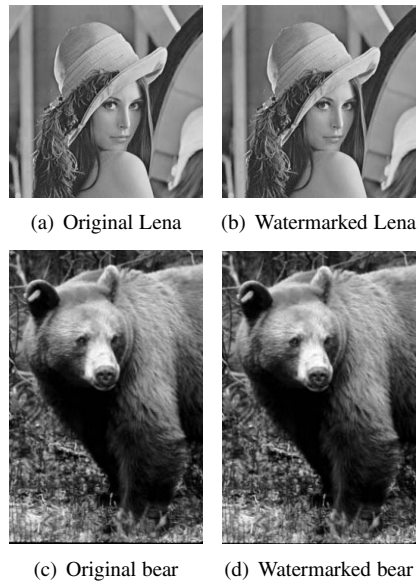 (a) Original Lena
(b) Watermarked Lena
(c) Original bear
(d) Watermarked bear